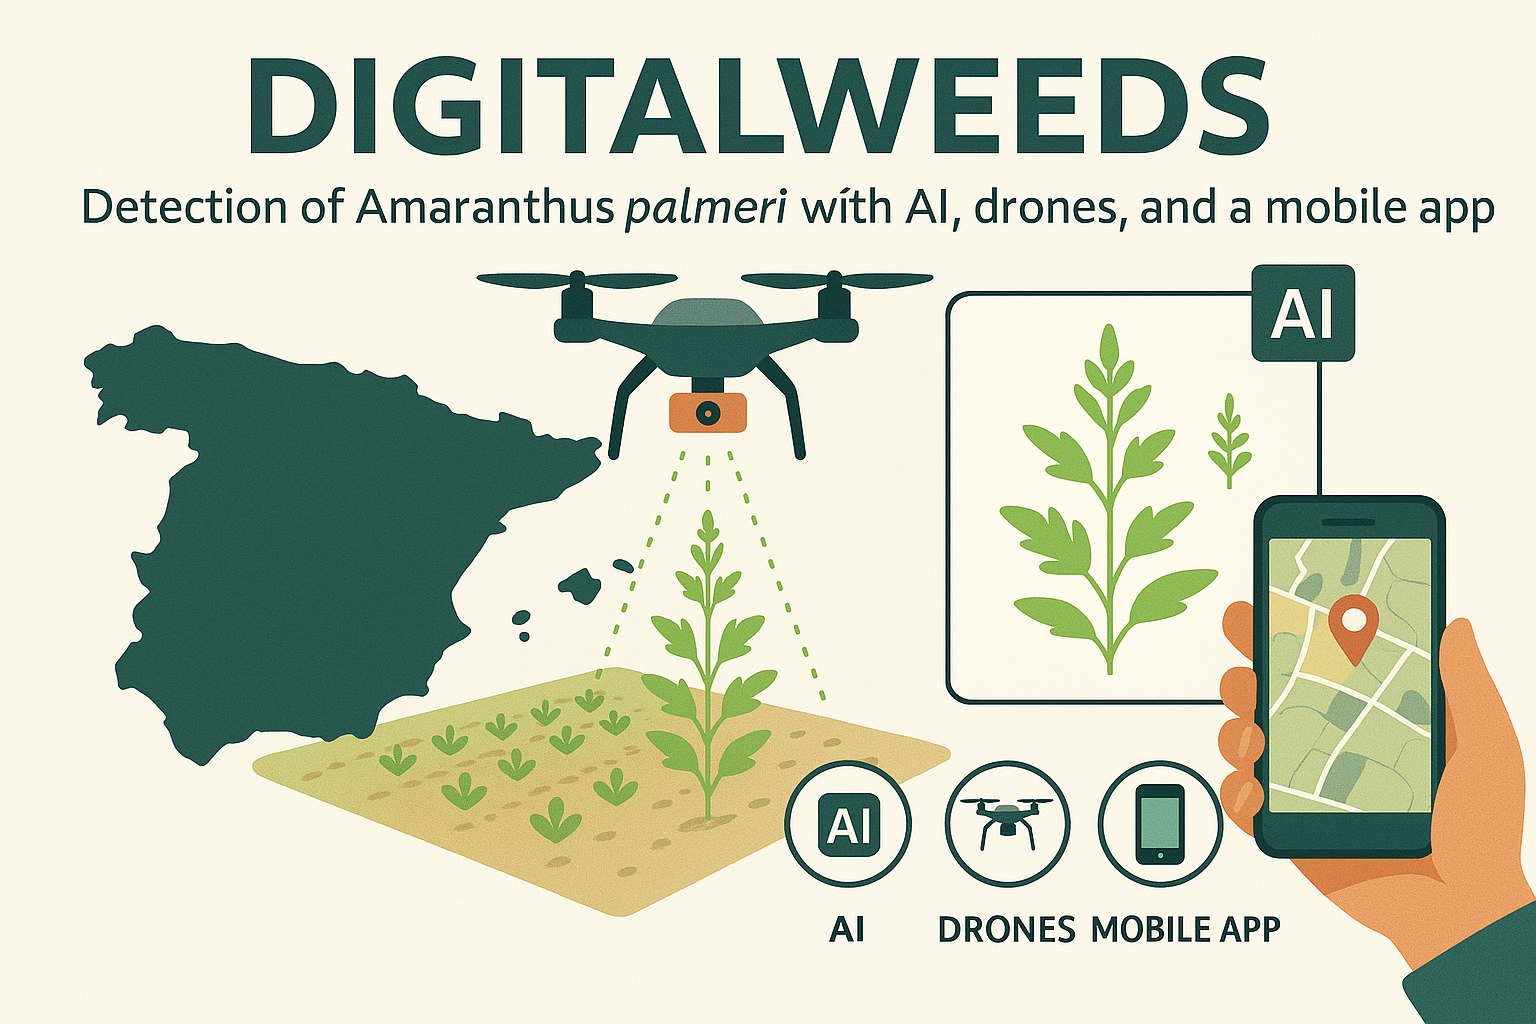 DIGITALWEEDS
Detection of Amaranthus palmeri wíth AI, drones, and a mobile app
AI
AI
AI
DRONES
MOBILE APP